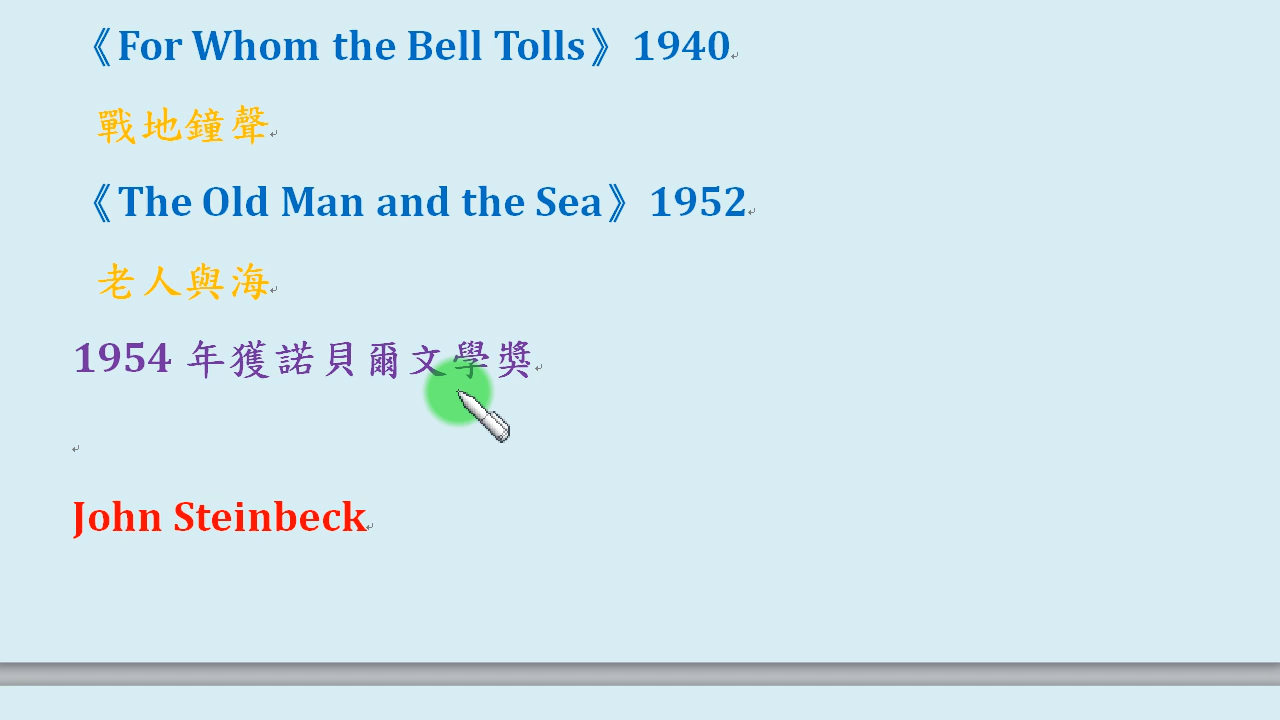 《For Whom the Bell Tolls》1940
戰地鐘聲
《The Old Man and the Sea》1952
老人與海
1954 年獲諾貝爾文學獎
John Steinbeck